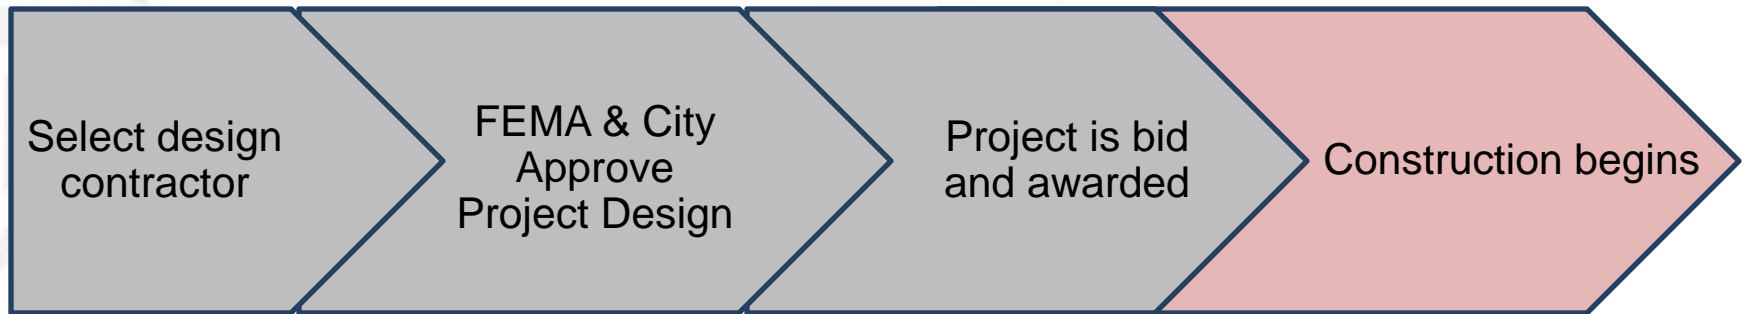 Select design
contractor
FEMA & City
Approve
Project Design
Project is bid
and awarded
Construction begins